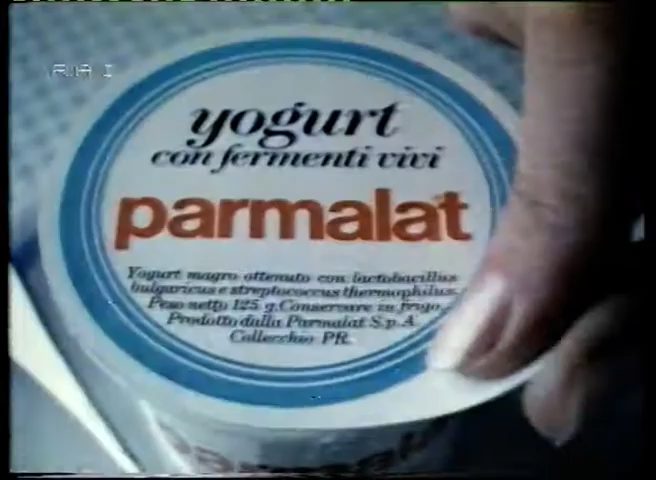 yogurt
con fermenti vivi
parmalat
Yogurt magro ottenuto con lactobacillus
bulgaricus e streptococcus thermophilus.
Peso netto 125 g. Conservare in frigo.
Prodotto dalla Parmalat S.p.A.
Collecchio PR.